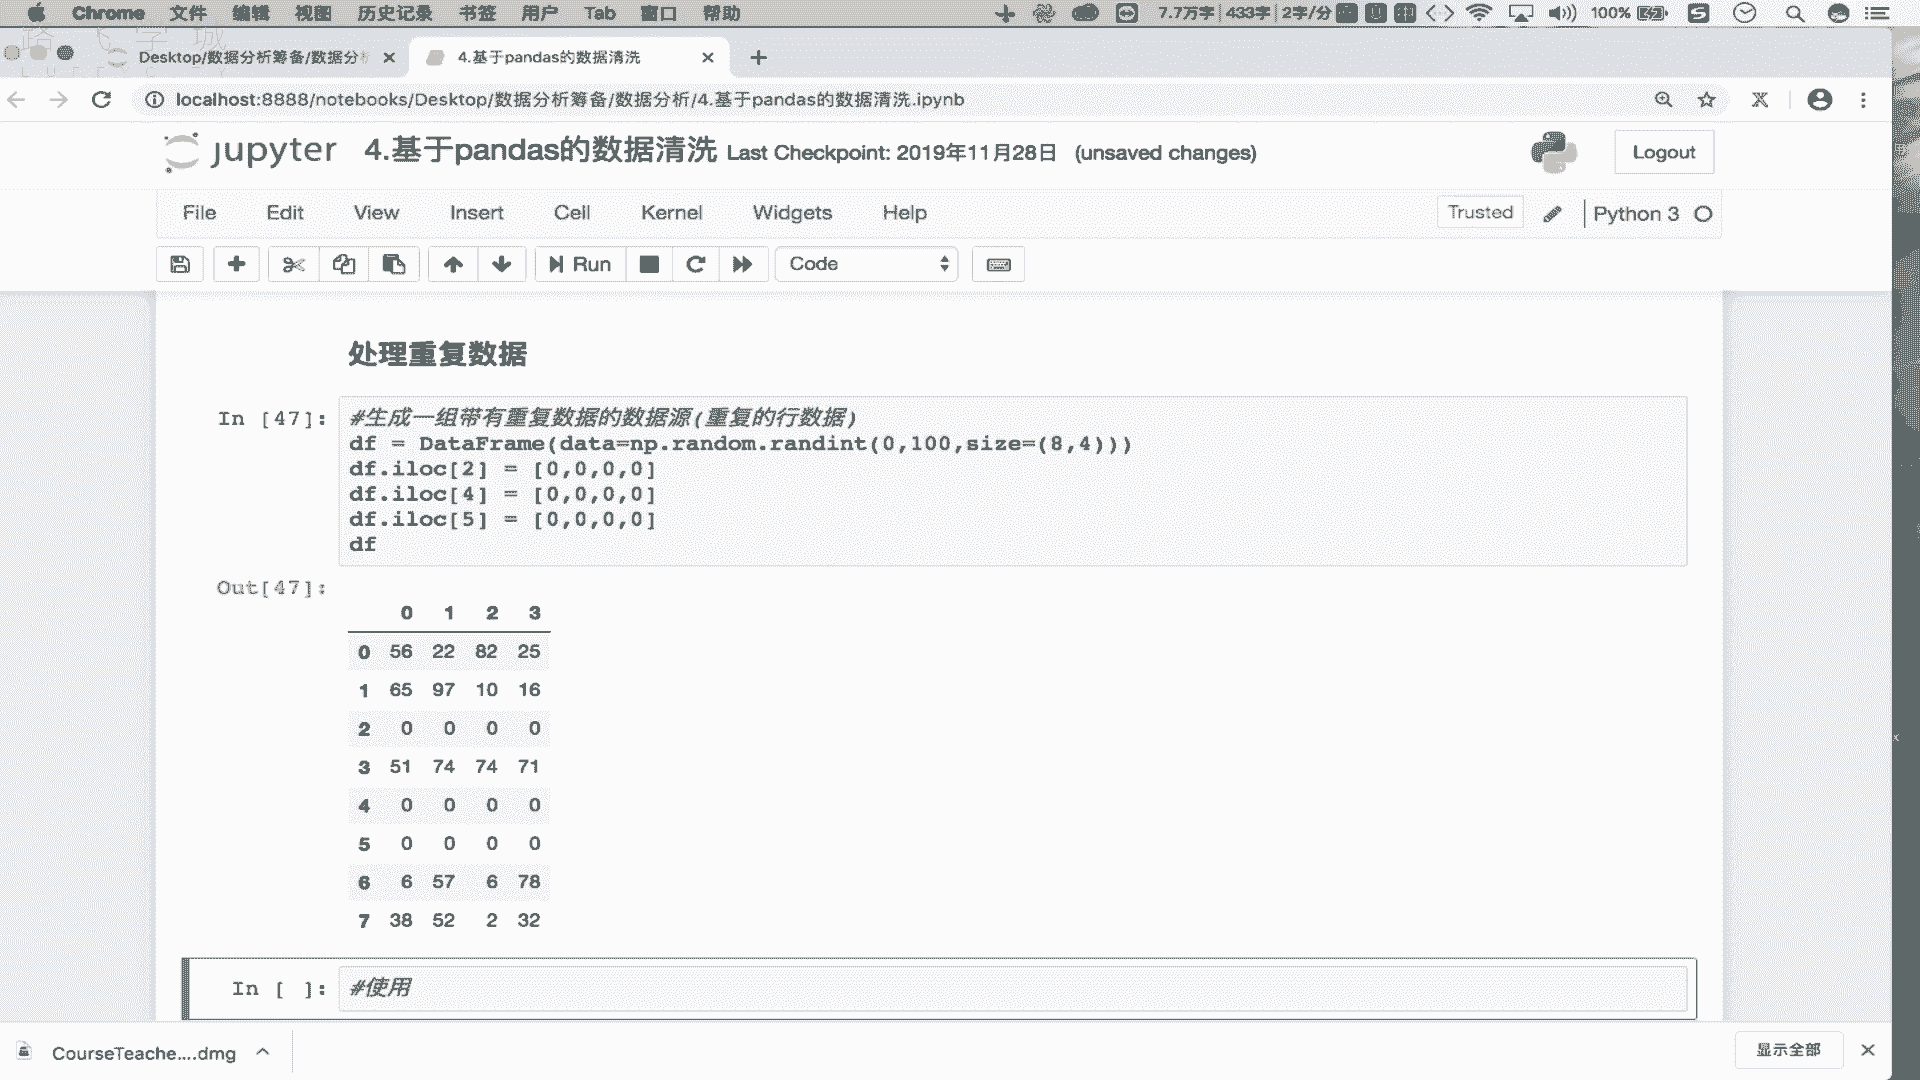 Chrome 文件 编辑 视图 历史记录 书签 用户 Tab 窗口 帮助 7.7万字 433字 2字/分 100%
Desktop/数据分析筹备/数据分析
4.基于pandas的数据清洗
localhost:8888/notebooks/Desktop/数据分析筹备/数据分析/4.基于pandas的数据清洗.ipynb
jupyter 4.基于pandas的数据清洗 Last Checkpoint: 2019年11月28日 (unsaved changes)
Logout
File Edit View Insert Cell Kernel Widgets Help
Trusted Python 3
Run Code
处理重复数据
In [47]: #生成一组带有重复数据的数据源(重复的行数据)
df = DataFrame(data=np.random.randint(0,100,size=(8,4)))
df.iloc[2] = [0,0,0,0]
df.iloc[4] = [0,0,0,0]
df.iloc[5] = [0,0,0,0]
df
Out[47]:
0 1 2 3
0 56 22 82 25
1 65 97 10 16
2 0 0 0 0
3 51 74 74 71
4 0 0 0 0
5 0 0 0 0
6 6 57 6 78
7 38 52 2 32
In [ ]: #使用
CourseTeache....dmg
显示全部